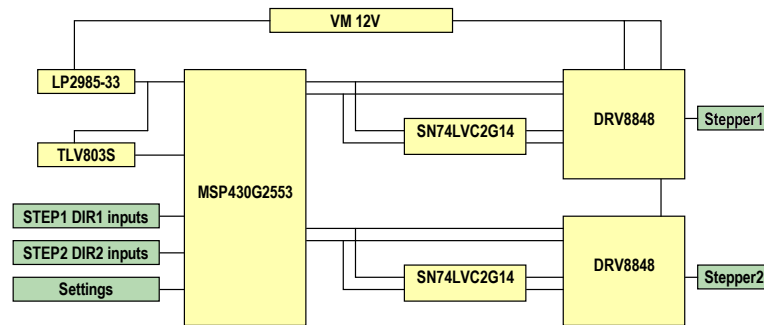 VM 12V
LP2985-33
TLV803S
STEP1 DIR1 inputs
STEP2 DIR2 inputs
Settings
MSP430G2553
SN74LVC2G14
DRV8848
Stepper1
SN74LVC2G14
DRV8848
Stepper2